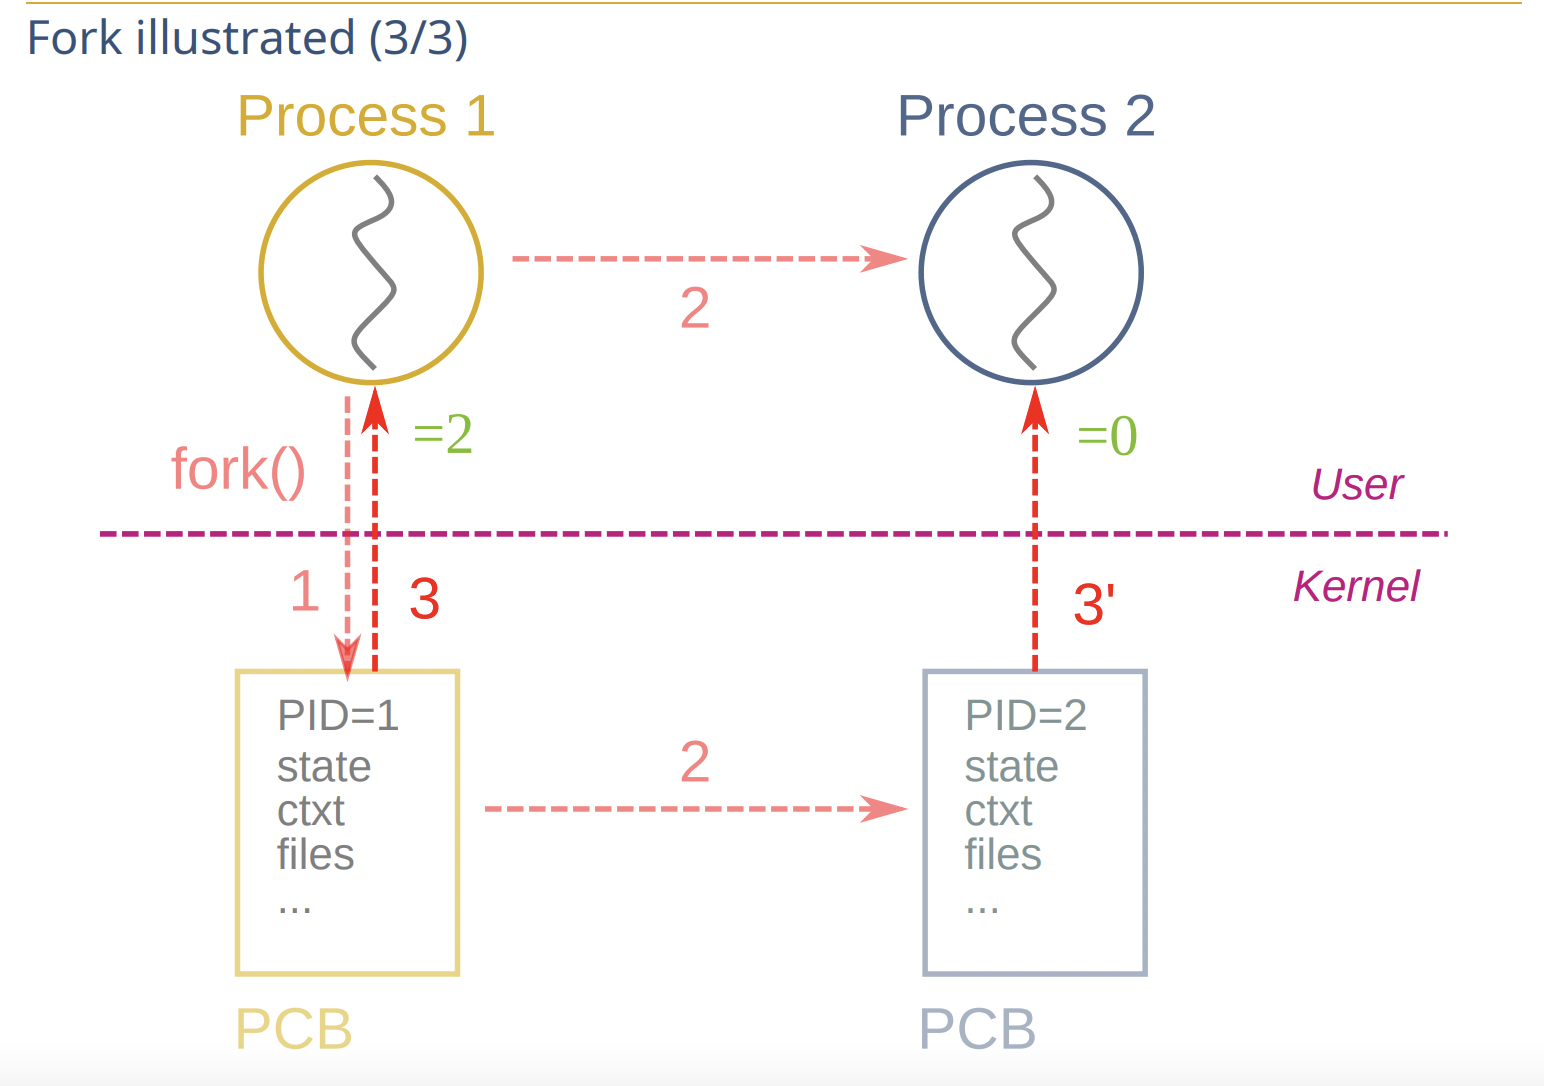 Fork illustrated (3/3)
Process 1
Process 2
2
=2
=0
fork()
User
Kernel
1
3
3'
PID=1
state
ctxt
files
...
2
PID=2
state
ctxt
files
...
PCB
PCB